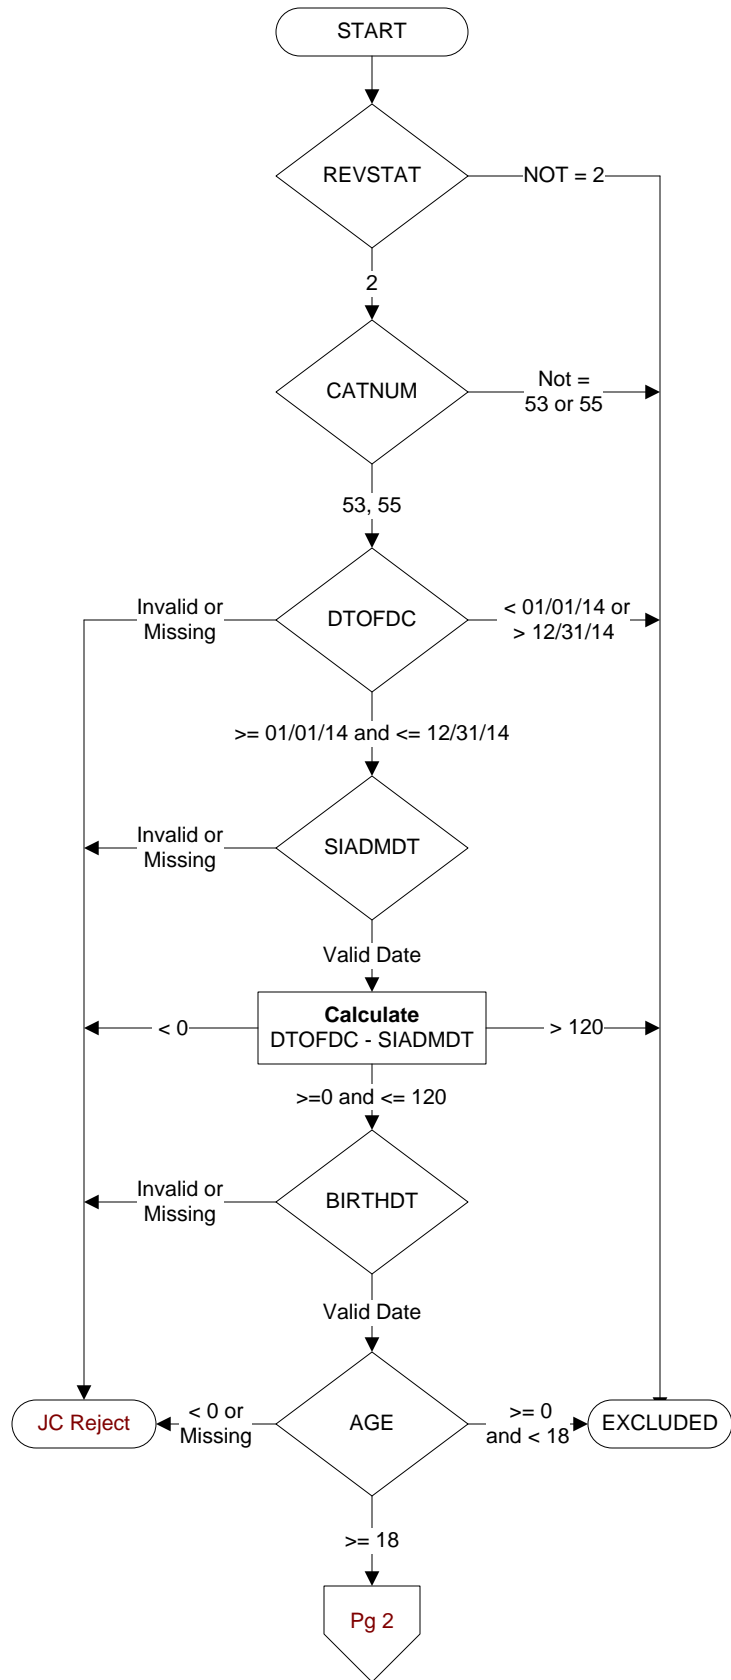 START
REVSTAT
NOT = 2
2
CATNUM
Not =
53 or 55
53, 55
Invalid or
Missing
DTOFDC
< 01/01/14 or
> 12/31/14
>= 01/01/14 and <= 12/31/14
Invalid or
Missing
SIADMDT
Valid Date
< 0
Calculate
DTOFDC - SIADMDT
> 120
>=0 and <= 120
Invalid or
Missing
BIRTHDT
Valid Date
JC Reject
< 0 or
Missing
AGE
>= 0
and < 18
EXCLUDED
>= 18
Pg 2